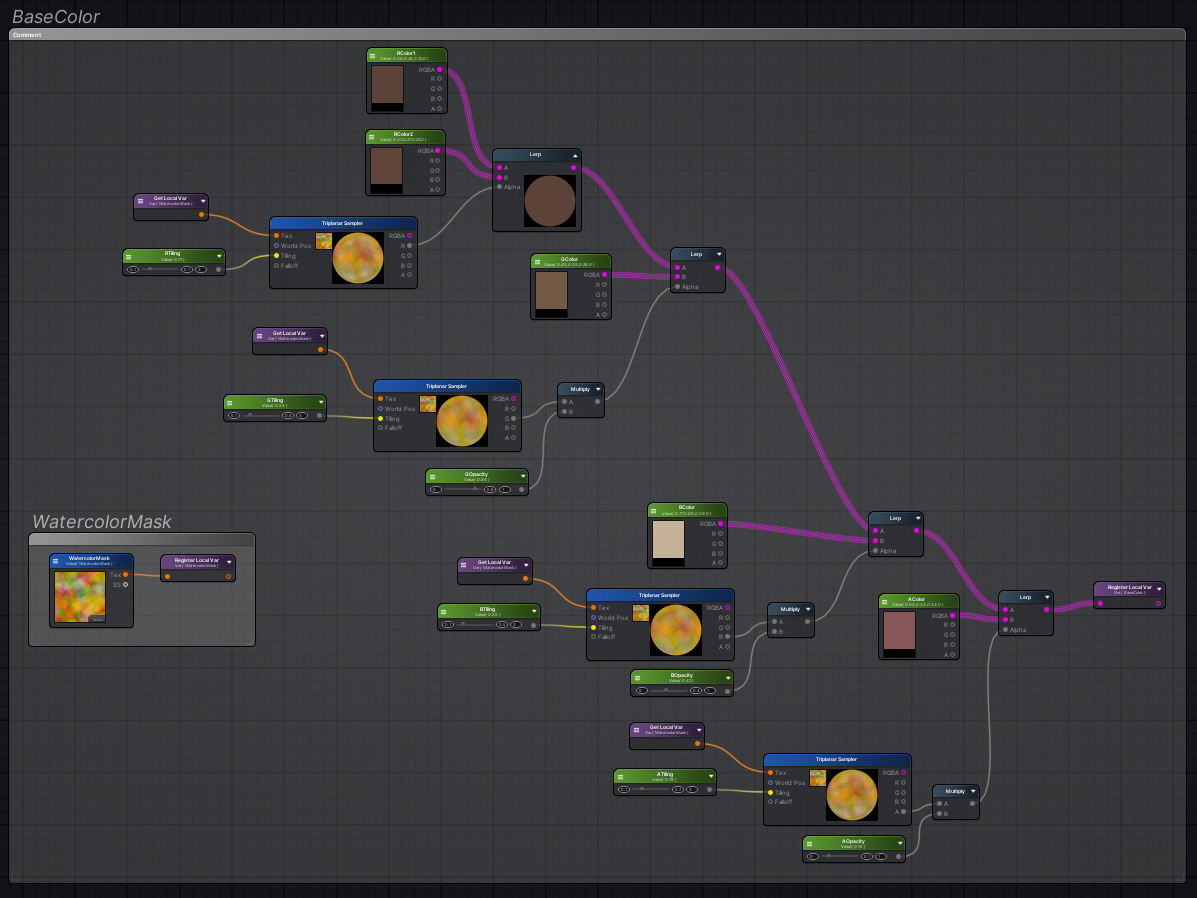 BaseColor
Comment
RColor1
RGBA
R
G
B
A
RColor2
RGBA
R
G
B
A
Lerp
A
B
Alpha
Get Local Var
Var( WatercolorMask )
RTiling
Triplanar Sampler
Tex
World Pos
Tiling
Falloff
RGBA
R
G
B
A
GColor
RGBA
R
G
B
A
Lerp
A
B
Alpha
Get Local Var
Var( WatercolorMask )
GTiling
Triplanar Sampler
Tex
World Pos
Tiling
Falloff
RGBA
R
G
B
A
Multiply
A
B
GOpacity
WatercolorMask
WatercolorMask
Value( WatercolorMask )
Tex
SS
Register Local Var
Var( WatercolorMask )
BColor
RGBA
R
G
B
A
Lerp
A
B
Alpha
Get Local Var
Var( WatercolorMask )
BTiling
Triplanar Sampler
Tex
World Pos
Tiling
Falloff
RGBA
R
G
B
A
Multiply
A
B
BOpacity
AColor
RGBA
R
G
B
A
Lerp
A
B
Alpha
Register Local Var
Var( BaseColor )
Get Local Var
Var( WatercolorMask )
ATiling
Triplanar Sampler
Tex
World Pos
Tiling
Falloff
RGBA
R
G
B
A
Multiply
A
B
AOpacity